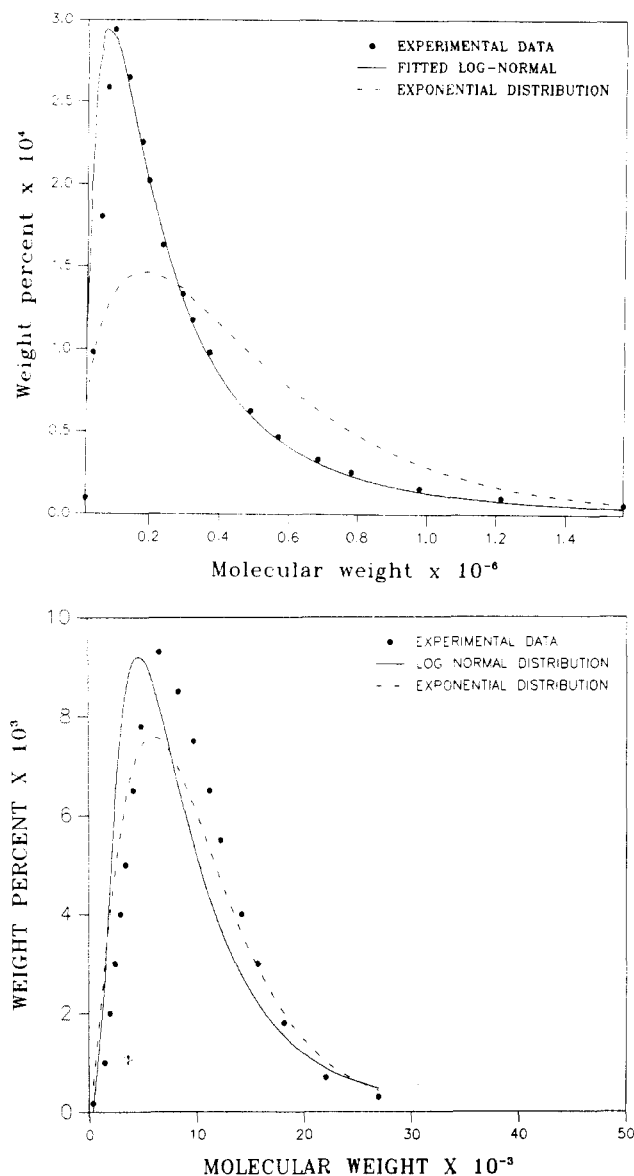 3.0
2.5
2.0
1.5
1.0
0.5
0.0
Weight percent x 10⁴
EXPERIMENTAL DATA
FITTED LOG-NORMAL
EXPONENTIAL DISTRIBUTION
0.2 0.4 0.6 0.8 1.0 1.2 1.4
Molecular weight x 10⁻⁶
10
8
6
4
2
0
WEIGHT PERCENT X 10³
EXPERIMENTAL DATA
LOG NORMAL DISTRIBUTION
EXPONENTIAL DISTRIBUTION
0 10 20 30 40 50
MOLECULAR WEIGHT X 10⁻³